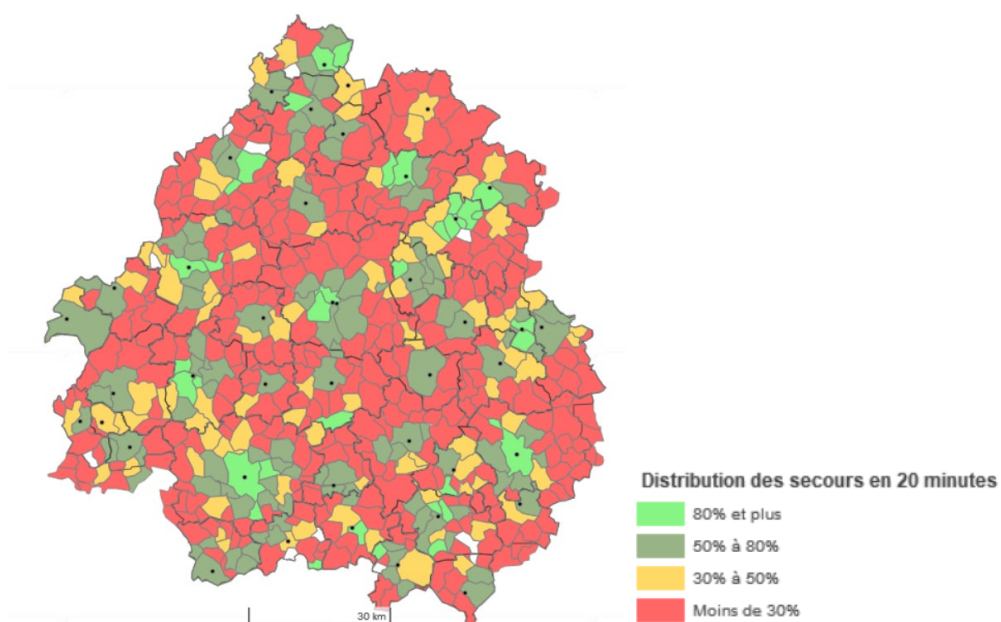 Distribution des secours en 20 minutes
80% et plus
50% à 80%
30% à 50%
Moins de 30%
30 km